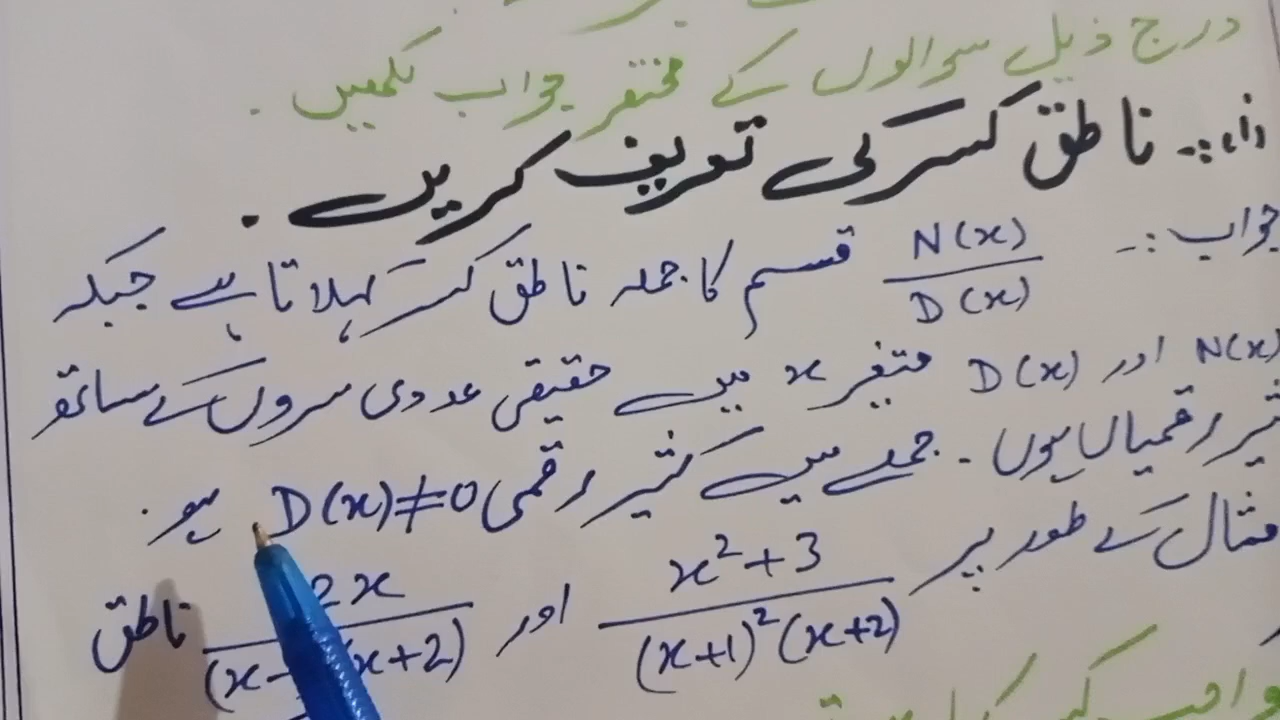 درج ذیل سوالوں کے مختصر جواب لکھیں ۔
(i) :۔ ناطق کسر کی تعریف کریں ۔
جواب :۔ N(x)/D(x) قسم کا جملہ ناطق کسر کہلاتا ہے جبکہ
N(x) اور D(x) متغیر x میں حقیقی عددی سروں کے ساتھ
کثیر رقمیاں ہوں ۔ جملے میں کثیر رقمی D(x)≠0 ہو ۔
مثال کے طور پر x²+3/(x+1)²(x+2) اور 2x/(x- x+2) ناطق